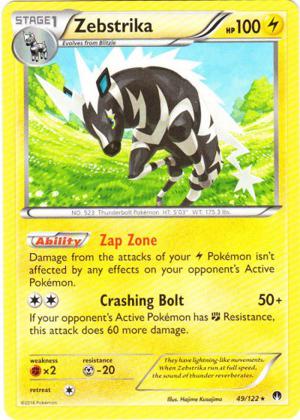 STAGE1
Zebstrika
HP100
Evolves from Blitzle
NO. 523 Thunderbolt Pokémon HT: 5'03" WT: 175.3 lbs.
Ability Zap Zone
Damage from the attacks of your Pokémon isn't
affected by any effects on your opponent's Active
Pokémon.
Crashing Bolt 50+
If your opponent's Active Pokémon has Resistance,
this attack does 60 more damage.
weakness
resistance
×2
-20
They have lightning-like movements.
When Zebstrika run at full speed,
the sound of thunder reverberates.
retreat
©2016 Pokémon
Illus. Hajime Kusajima
49/122 ★